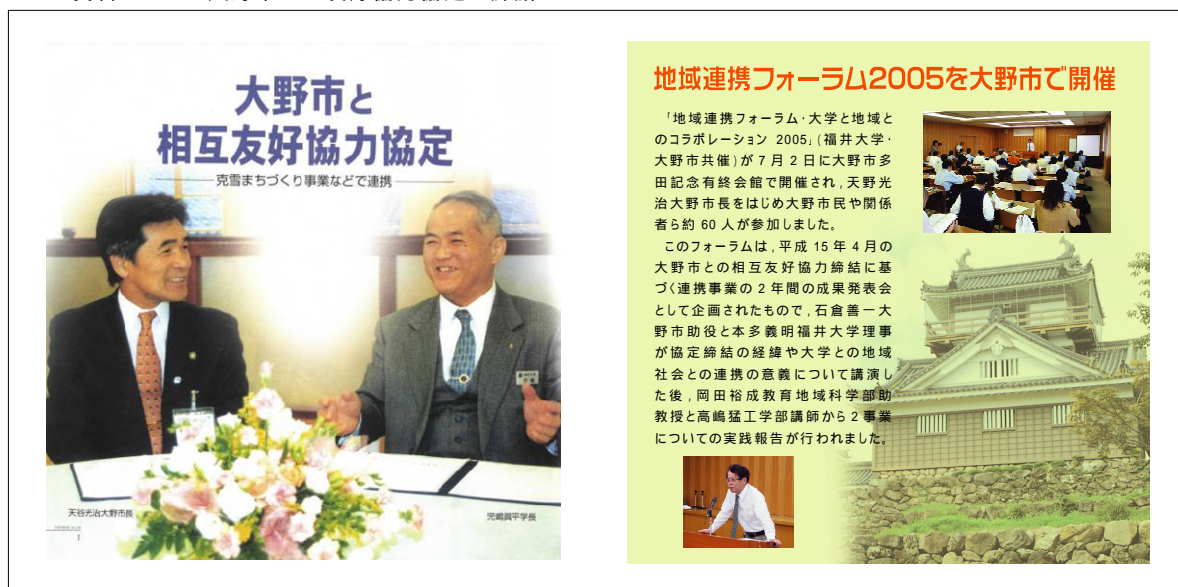 大野市と
相互友好協力協定
克雪まちづくり事業などで連携
天谷光治大野市長
児嶋眞平学長
1
地域連携フォーラム2005を大野市で開催
「地域連携フォーラム・大学と地域と
のコラボレーション 2005」(福井大学・
大野市共催)が7月2日に大野市多
田記念有終会館で開催され,天野光
治大野市長をはじめ大野市民や関係
者ら約 60 人が参加しました。
このフォーラムは,平成 15 年 4 月の
大野市との相互友好協力締結に基
づく連携事業の2年間の成果発表会
として企画されたもので,石倉善一大
野市助役と本多義明福井大学理事
が協定締結の経緯や大学との地域
社会との連携の意義について講演し
た後,岡田裕成教育地域科学部助
教授と高嶋猛工学部講師から2事業
についての実践報告が行われました。